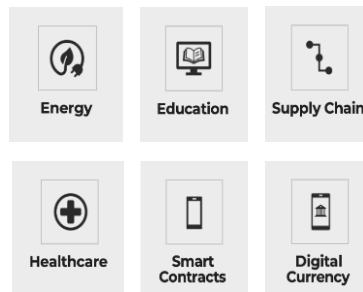 Energy
Education
Supply Chain
Healthcare
Smart
Contracts
Digital
Currency